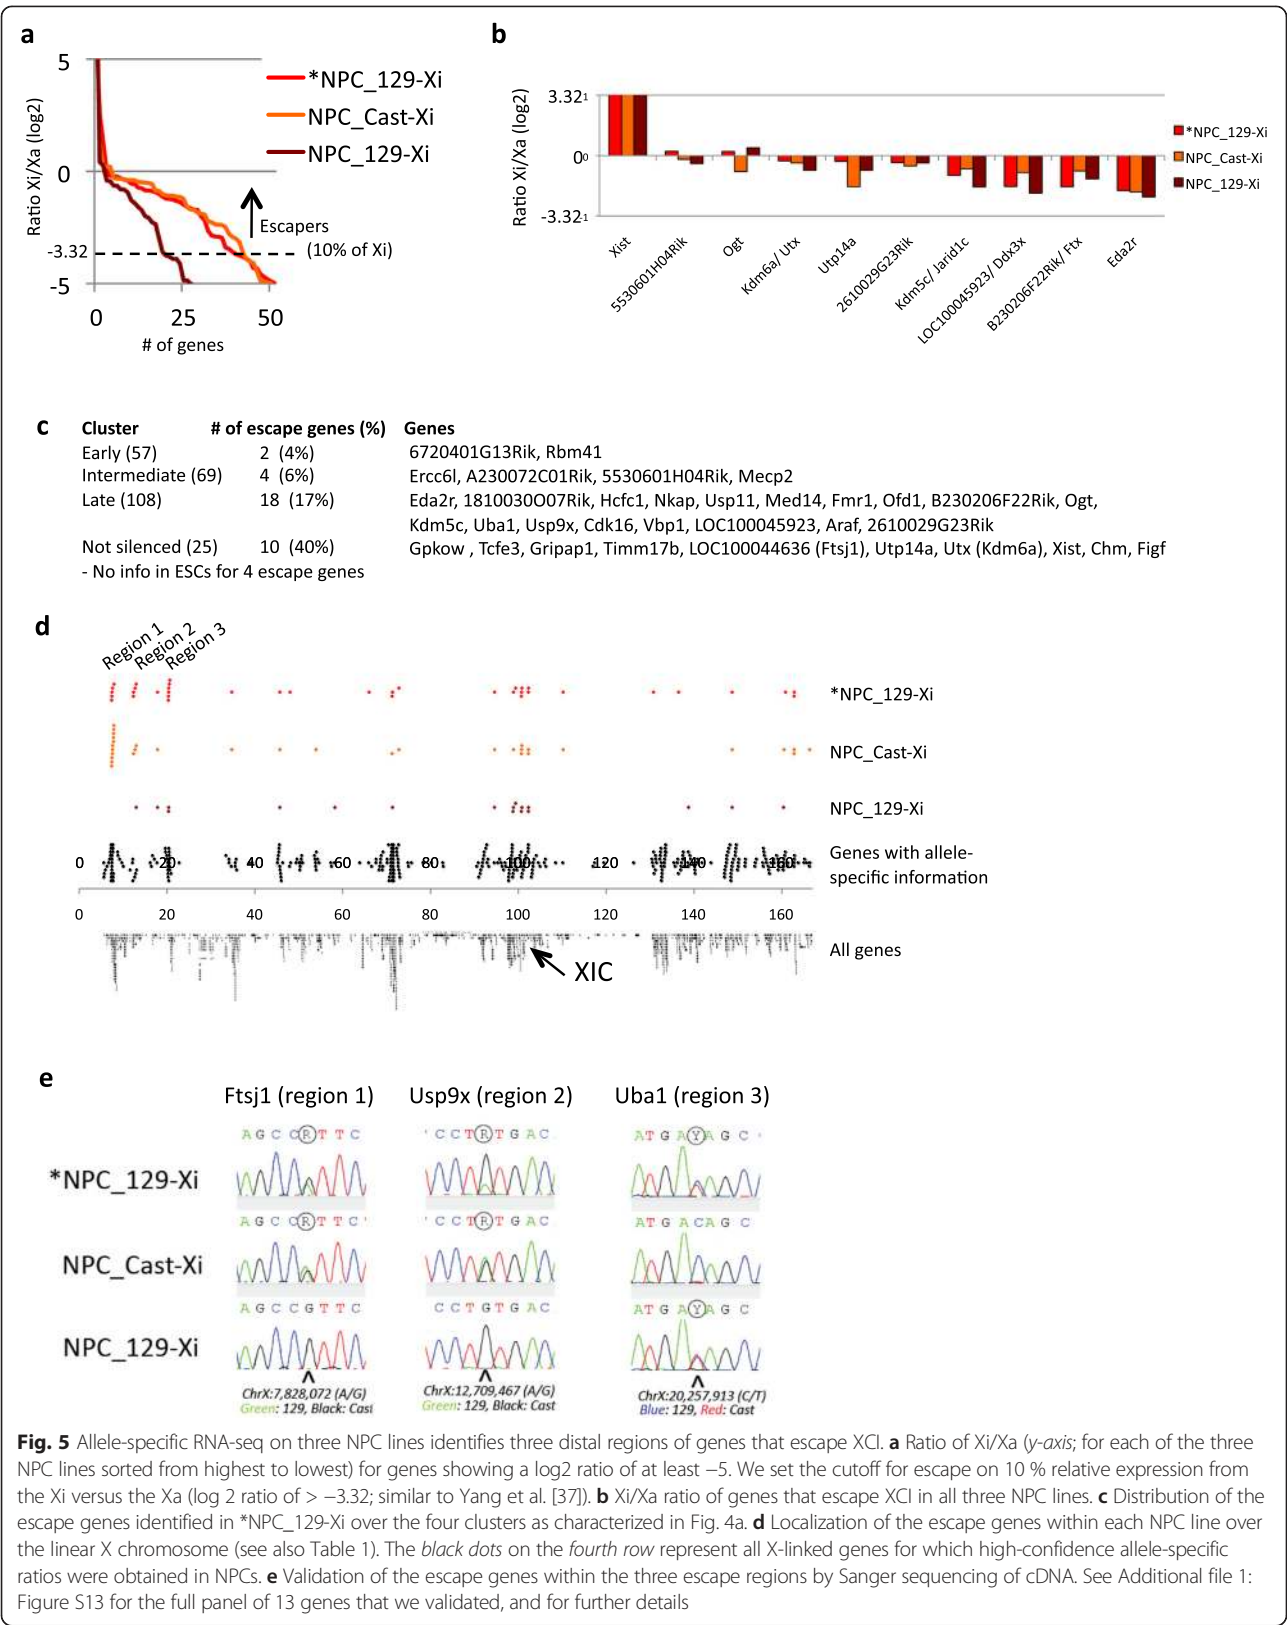 a
5
0
-3.32
-5
Ratio Xi/Xa (log2)
*NPC_129-Xi
NPC_Cast-Xi
NPC_129-Xi
Escapers
(10% of Xi)
0 25 50
# of genes
b
Ratio Xi/Xa (log2)
3.321
00
-3.321
*NPC_129-Xi
NPC_Cast-Xi
NPC_129-Xi
Xist
5530601H04Rik
Ogt
Kdm6a/ Utx
Utp14a
2610029G23Rik
Kdm5c/ Jarid1c
LOC100045923/ Ddx3x
B230206F22Rik/ Ftx
Eda2r
c
Cluster # of escape genes (%) Genes
Early (57) 2 (4%) 6720401G13Rik, Rbm41
Intermediate (69) 4 (6%) Ercc6l, A230072C01Rik, 5530601H04Rik, Mecp2
Late (108) 18 (17%) Eda2r, 1810030O07Rik, Hcfc1, Nkap, Usp11, Med14, Fmr1, Ofd1, B230206F22Rik, Ogt,
Kdm5c, Uba1, Usp9x, Cdk16, Vbp1, LOC100045923, Araf, 2610029G23Rik
Not silenced (25) 10 (40%) Gpkow , Tcfe3, Gripap1, Timm17b, LOC100044636 (Ftsj1), Utp14a, Utx (Kdm6a), Xist, Chm, Figf
- No info in ESCs for 4 escape genes
d
Region 1
Region 2
Region 3
*NPC_129-Xi
NPC_Cast-Xi
NPC_129-Xi
0 20 40 60 80 100 120 140 160
Genes with allele-
specific information
0 20 40 60 80 100 120 140 160
All genes
XIC
e
Ftsj1 (region 1) Usp9x (region 2) Uba1 (region 3)
*NPC_129-Xi
A G C C R T T C
C C T R T G A C
A T G A Y A G C
NPC_Cast-Xi
A G C C R T T C
C C T R T G A C
A T G A C A G C
NPC_129-Xi
A G C C G T T C
C C T G T G A C
A T G A Y A G C
ChrX:7,828,072 (A/G)
Green: 129, Black: Cast
ChrX:12,709,467 (A/G)
Green: 129, Black: Cast
ChrX:20,257,913 (C/T)
Blue: 129, Red: Cast
Fig. 5 Allele-specific RNA-seq on three NPC lines identifies three distal regions of genes that escape XCI. a Ratio of Xi/Xa (y-axis; for each of the three
NPC lines sorted from highest to lowest) for genes showing a log2 ratio of at least −5. We set the cutoff for escape on 10 % relative expression from
the Xi versus the Xa (log 2 ratio of > −3.32; similar to Yang et al. [37]). b Xi/Xa ratio of genes that escape XCI in all three NPC lines. c Distribution of the
escape genes identified in *NPC_129-Xi over the four clusters as characterized in Fig. 4a. d Localization of the escape genes within each NPC line over
the linear X chromosome (see also Table 1). The black dots on the fourth row represent all X-linked genes for which high-confidence allele-specific
ratios were obtained in NPCs. e Validation of the escape genes within the three escape regions by Sanger sequencing of cDNA. See Additional file 1:
Figure S13 for the full panel of 13 genes that we validated, and for further details